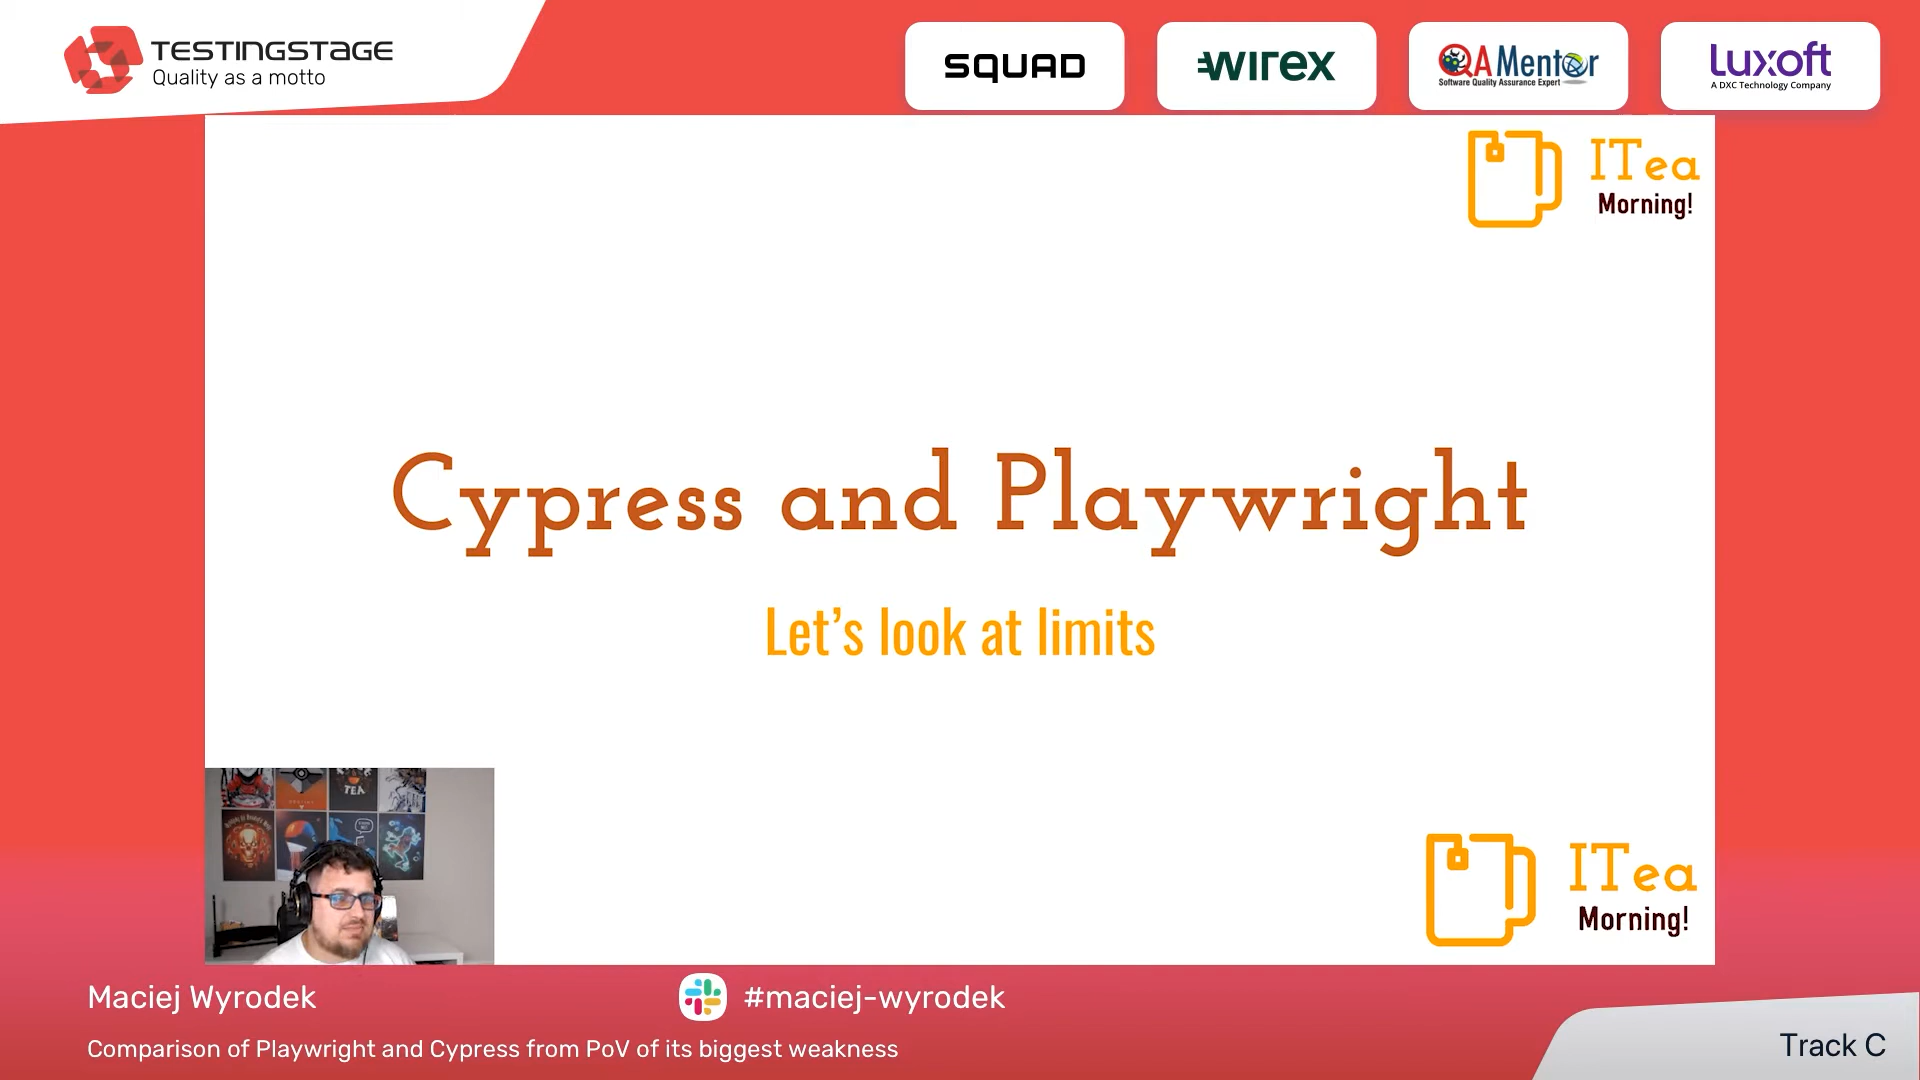 TESTINGSTAGE
Quality as a motto
SQUAD
WIREX
QA Mentor
Software Quality Assurance Expert
Luxoft
A DXC Technology Company
ITea
Morning!
Cypress and Playwright
Let's look at limits
TEA
ITea
Morning!
Maciej Wyrodek
#maciej-wyrodek
Comparison of Playwright and Cypress from PoV of its biggest weakness
Track C